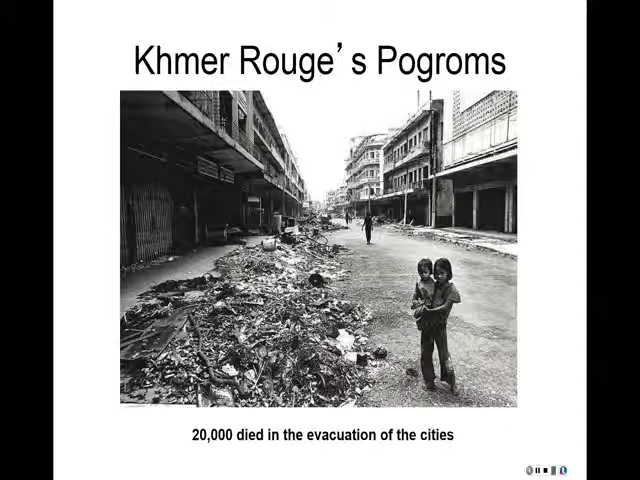 Khmer Rouge’s Pogroms
20,000 died in the evacuation of the cities